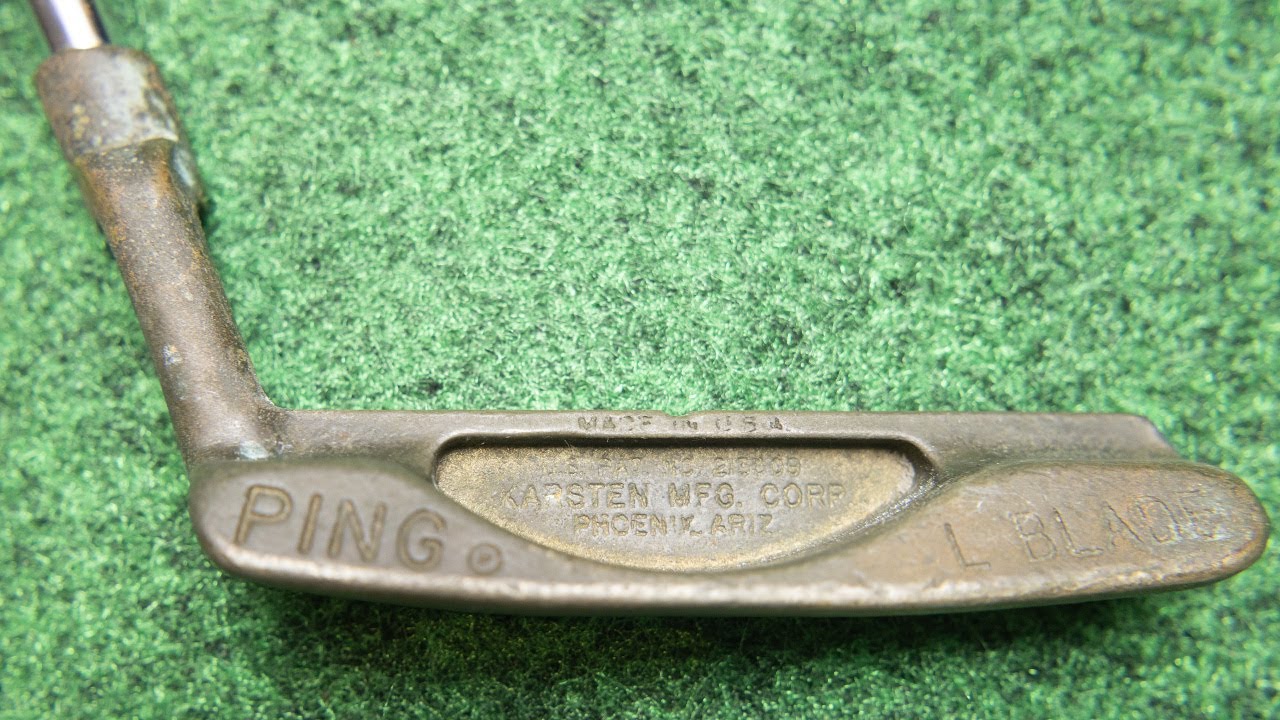 MADE IN U.S.A.
U.S. PAT. NO.
KARSTEN MFG. CORP.
PHOENIX, ARIZ.
PING ®
L BLADE